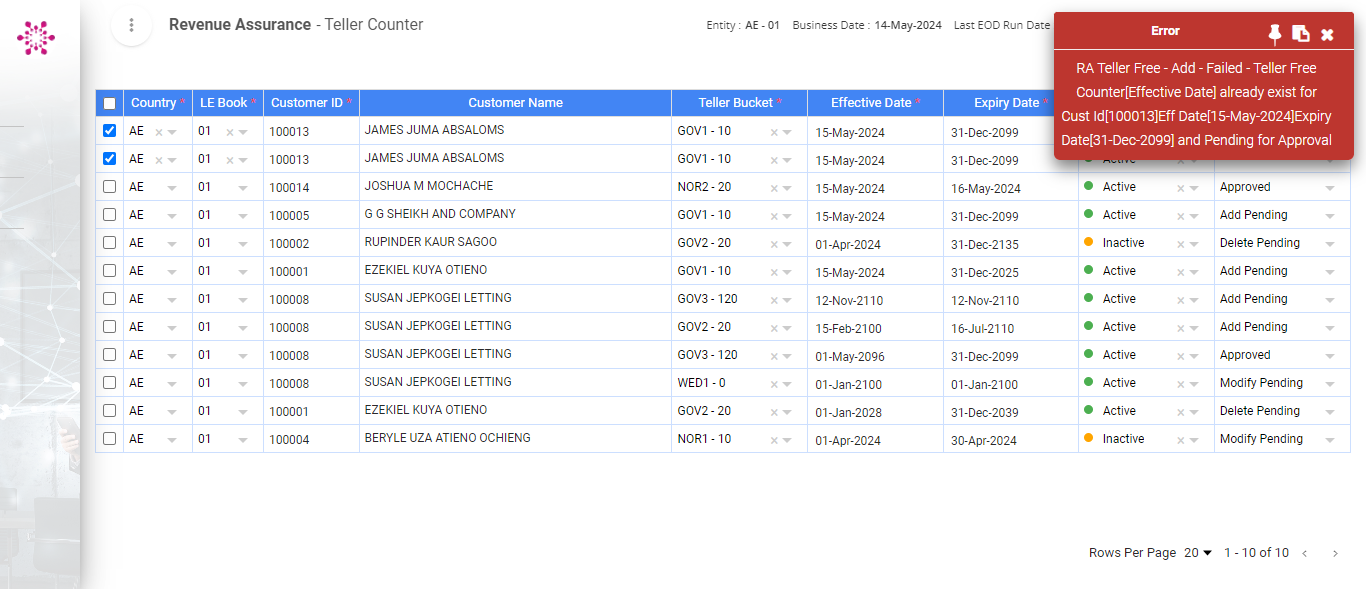 Revenue Assurance - Teller Counter
Entity : AE - 01 Business Date : 14-May-2024 Last EOD Run Date
Error
RA Teller Free - Add - Failed - Teller Free
Counter[Effective Date] already exist for
Cust Id[100013]Eff Date[15-May-2024]Expiry
Date[31-Dec-2099] and Pending for Approval
Country * LE Book * Customer ID * Customer Name Teller Bucket * Effective Date * Expiry Date *
AE 01 100013 JAMES JUMA ABSALOMS GOV1 - 10 15-May-2024 31-Dec-2099
AE 01 100013 JAMES JUMA ABSALOMS GOV1 - 10 15-May-2024 31-Dec-2099 Active
AE 01 100014 JOSHUA M MOCHACHE NOR2 - 20 15-May-2024 16-May-2024 Active Approved
AE 01 100005 G G SHEIKH AND COMPANY GOV1 - 10 15-May-2024 31-Dec-2099 Active Add Pending
AE 01 100002 RUPINDER KAUR SAGOO GOV2 - 20 01-Apr-2024 31-Dec-2135 Inactive Delete Pending
AE 01 100001 EZEKIEL KUYA OTIENO GOV1 - 10 15-May-2024 31-Dec-2025 Active Add Pending
AE 01 100008 SUSAN JEPKOGEI LETTING GOV3 - 120 12-Nov-2110 12-Nov-2110 Active Add Pending
AE 01 100008 SUSAN JEPKOGEI LETTING GOV2 - 20 15-Feb-2100 16-Jul-2110 Active Add Pending
AE 01 100008 SUSAN JEPKOGEI LETTING GOV3 - 120 01-May-2096 31-Dec-2099 Active Approved
AE 01 100008 SUSAN JEPKOGEI LETTING WED1 - 0 01-Jan-2100 01-Jan-2100 Active Modify Pending
AE 01 100001 EZEKIEL KUYA OTIENO GOV2 - 20 01-Jan-2028 31-Dec-2039 Active Delete Pending
AE 01 100004 BERYLE UZA ATIENO OCHIENG NOR1 - 10 01-Apr-2024 30-Apr-2024 Inactive Modify Pending
Rows Per Page 20 1 - 10 of 10